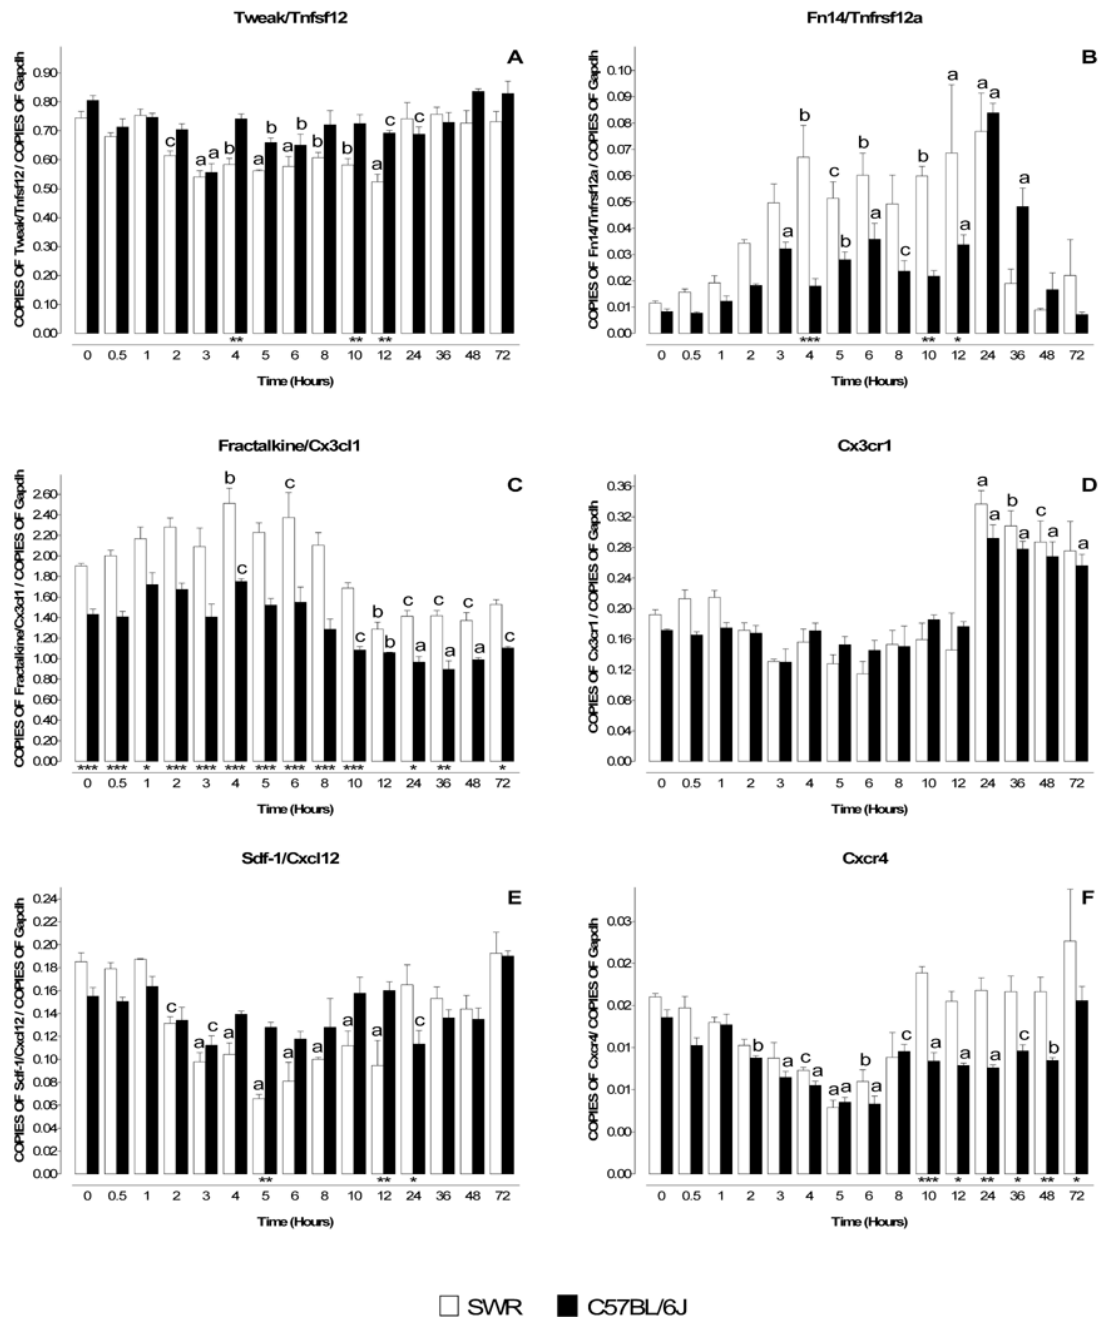 Tweak/Tnfsf12
A
COPIES OF Tweak/Tnfsf12 / COPIES OF Gapdh
0.90
0.80
0.70
0.60
0.50
0.40
0.30
0.20
0.10
0.00
c a a b a a b b a c c
c b
** ** **
0 0.5 1 2 3 4 5 6 8 10 12 24 36 48 72
Time (Hours)
Fn14/Tnfrsf12a
B
COPIES OF Fn14/Tnfrsf12a / COPIES OF Gapdh
0.10
0.09
0.08
0.07
0.06
0.05
0.04
0.03
0.02
0.01
0.00
b c b b a a a
a c b a c c a a
*** ** *
0 0.5 1 2 3 4 5 6 8 10 12 24 36 48 72
Time (Hours)
Fractalkine/Cx3cl1
C
COPIES OF Fractalkine/Cx3cl1 / COPIES OF Gapdh
2.60
2.40
2.20
2.00
1.80
1.60
1.40
1.20
1.00
0.80
0.60
0.40
0.20
0.00
b c b c c c
c c b a a c
*** *** * *** *** *** *** *** *** *** * ** *
0 0.5 1 2 3 4 5 6 8 10 12 24 36 48 72
Time (Hours)
Cx3cr1
D
COPIES OF Cx3cr1 / COPIES OF Gapdh
0.36
0.32
0.28
0.24
0.20
0.16
0.12
0.08
0.04
0.00
a b c
a a a a
0 0.5 1 2 3 4 5 6 8 10 12 24 36 48 72
Time (Hours)
Sdf-1/Cxcl12
E
COPIES OF Sdf-1/Cxcl12 / COPIES OF Gapdh
0.24
0.22
0.20
0.18
0.16
0.14
0.12
0.10
0.08
0.06
0.04
0.02
0.00
c a c a a a a a a c
** ** *
0 0.5 1 2 3 4 5 6 8 10 12 24 36 48 72
Time (Hours)
Cxcr4
F
COPIES OF Cxcr4/ COPIES OF Gapdh
0.03
0.02
0.02
0.01
0.01
0.00
0.00
b a c a a a b a c a a a c b
*** * ** * ** *
0 0.5 1 2 3 4 5 6 8 10 12 24 36 48 72
Time (Hours)
SWR
C57BL/6J